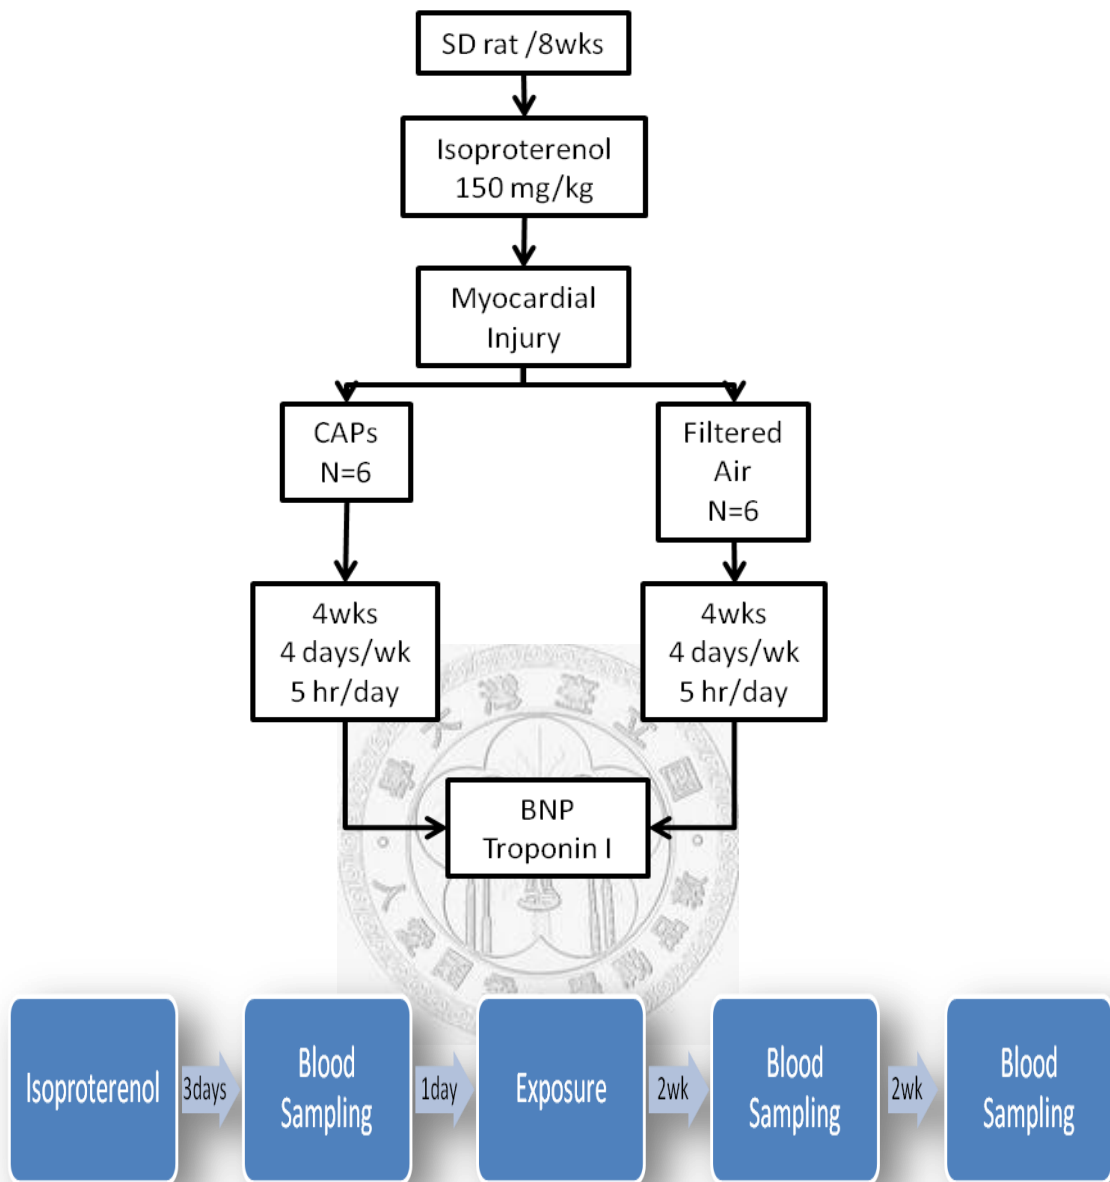 SD rat /8wks
Isoproterenol
150 mg/kg
Myocardial
Injury
CAPs
N=6
Filtered
Air
N=6
4wks
4 days/wk
5 hr/day
4wks
4 days/wk
5 hr/day
BNP
Troponin I
Isoproterenol
3days
Blood
Sampling
1day
Exposure
2wk
Blood
Sampling
2wk
Blood
Sampling